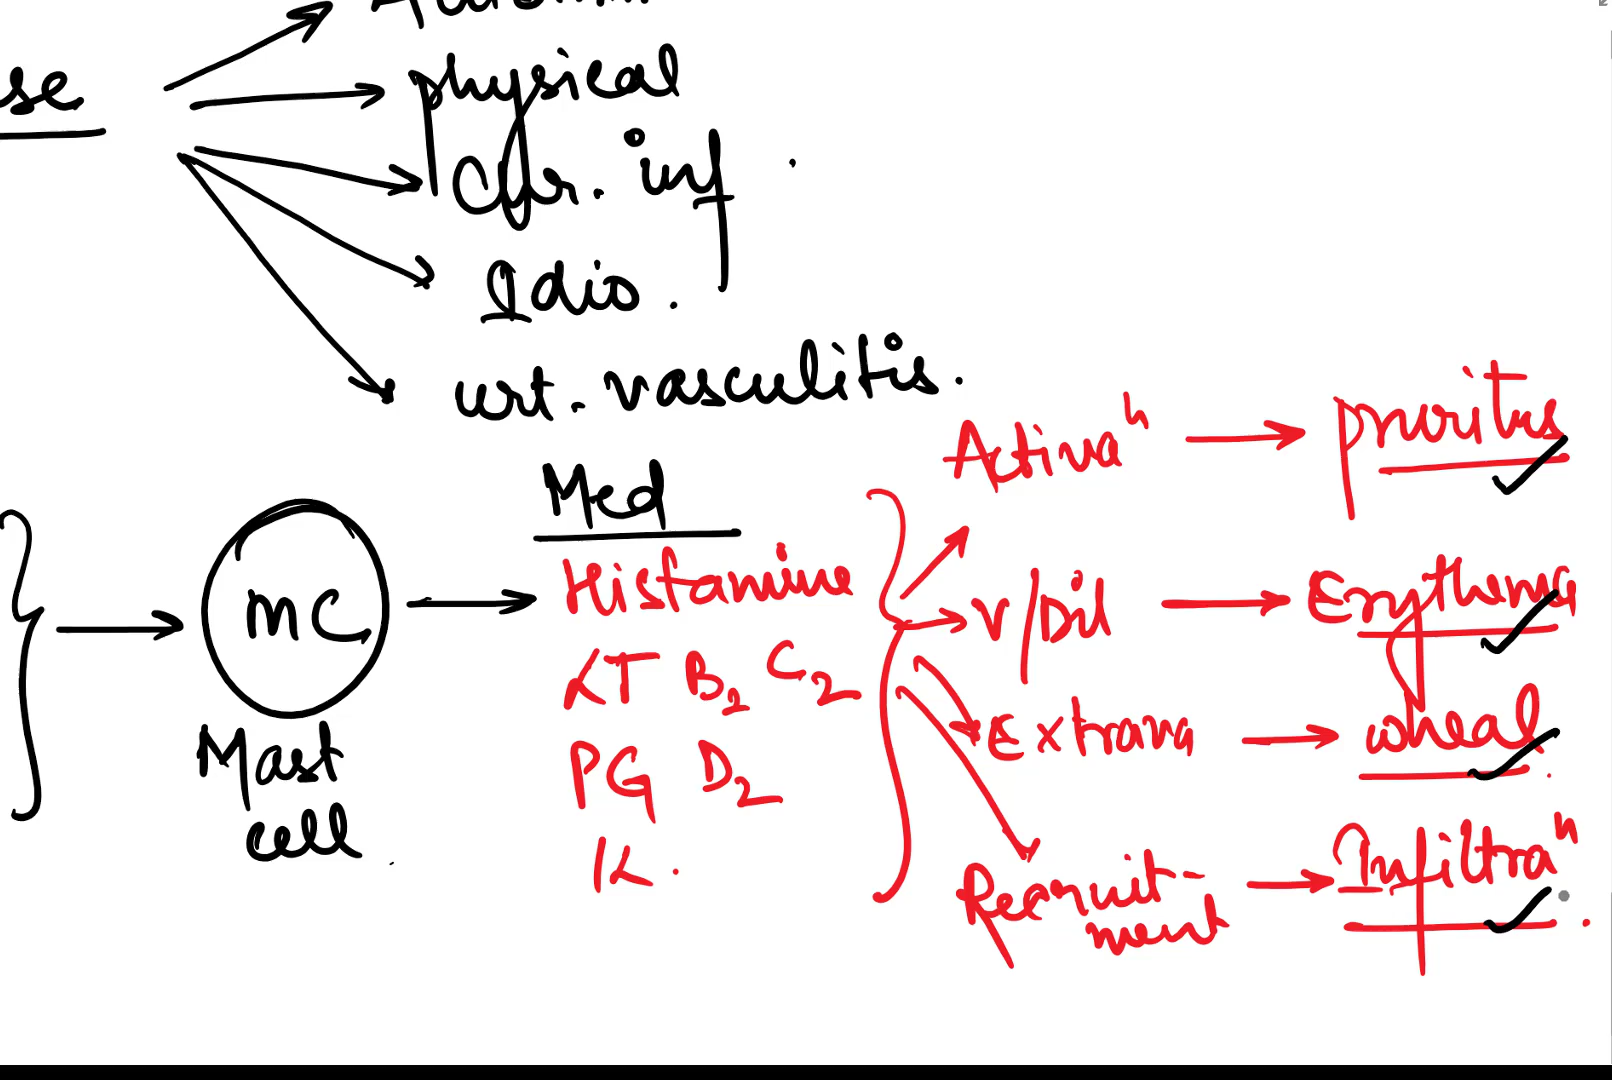 se
physical
Chr. inf.
Idio.
urt. vasculitis.
Med
Activaⁿ → pruritus
MC → Histamine
V/Dil → Erythema
LT B₂ C₂
Extrava → wheal
Mast
cell
PG D₂
K.
Recruit-
ment → Infiltraⁿ